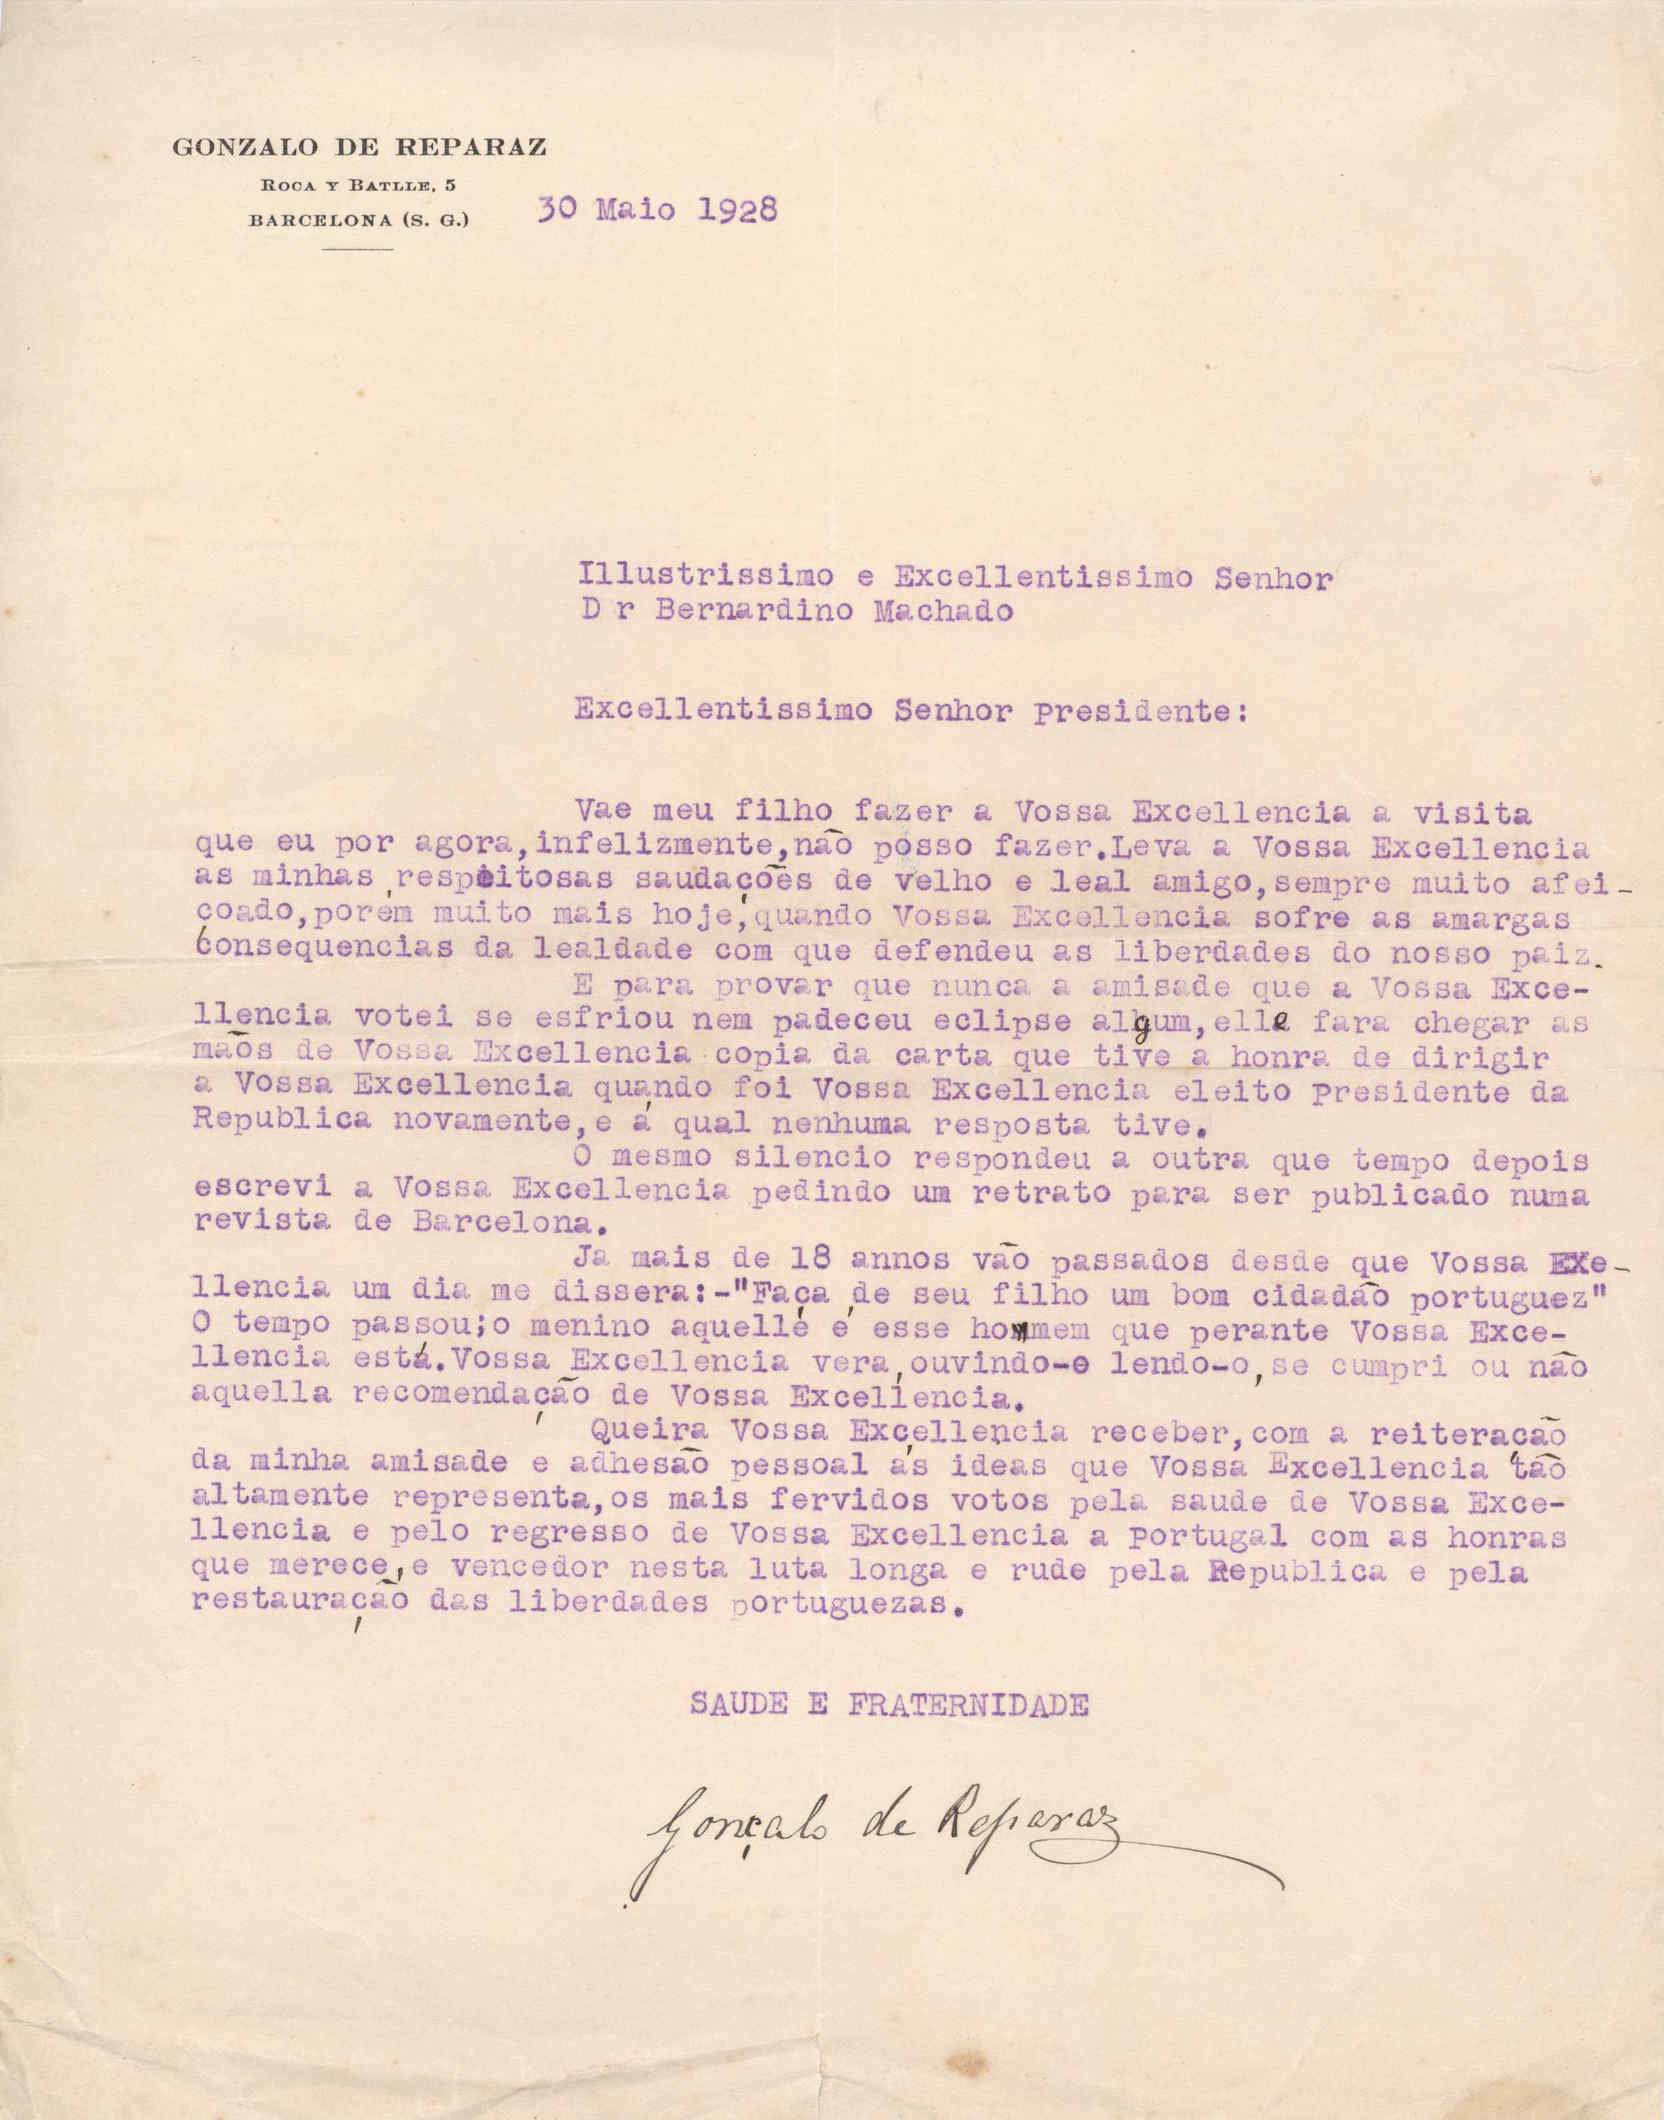 GONZALO DE REPARAZ
ROCA Y BATLLE, 5
BARCELONA (S. G.)
30 Maio 1928
Illustrissimo e Excellentissimo Senhor
D r Bernardino Machado
Excellentissimo Senhor Presidente:
Vae meu filho fazer a Vossa Excellencia a visita
que eu por agora,infelizmente,não posso fazer.Leva a Vossa Excellencia
as minhas respeitosas saudações de velho e leal amigo,sempre muito afei-
çoado,porém muito mais hoje,quando Vossa Excellencia sofre as amargas
consequencias da lealdade com que defendeu as liberdades do nosso paiz.
E para provar que nunca a amisade que a Vossa Exce-
llencia votei se esfriou nem padeceu eclipse algum,elle fara chegar as
mãos de Vossa Excellencia copia da carta que tive a honra de dirigir
a Vossa Excellencia quando foi Vossa Excellencia eleito Presidente da
Republica novamente,e á qual nenhuma resposta tive.
O mesmo silencio respondeu a outra que tempo depois
escrevi a Vossa Excellencia pedindo um retrato para ser publicado numa
revista de Barcelona.
Ja mais de 18 annos vão passados desde que Vossa EXe-
llencia um dia me dissera:-"Faça de seu filho um bom cidadão portuguez"
O tempo passou;o menino aquelle é esse hommem que perante Vossa Exce-
llencia está.Vossa Excellencia vera,ouvindo-o lendo-o,se cumpri ou não
aquella recomendação de Vossa Excellencia.
Queira Vossa Excellencia receber,com a reiteração
da minha amisade e adhesão pessoal ás ideas que Vossa Excellencia tão
altamente representa,os mais fervidos votos pela saude de Vossa Exce-
llencia e pelo regresso de Vossa Excellencia a Portugal com as honras
que merece,e vencedor nesta luta longa e rude pela Republica e pela
restauração das liberdades portuguezas.
SAUDE E FRATERNIDADE
Gonçalo de Reparaz